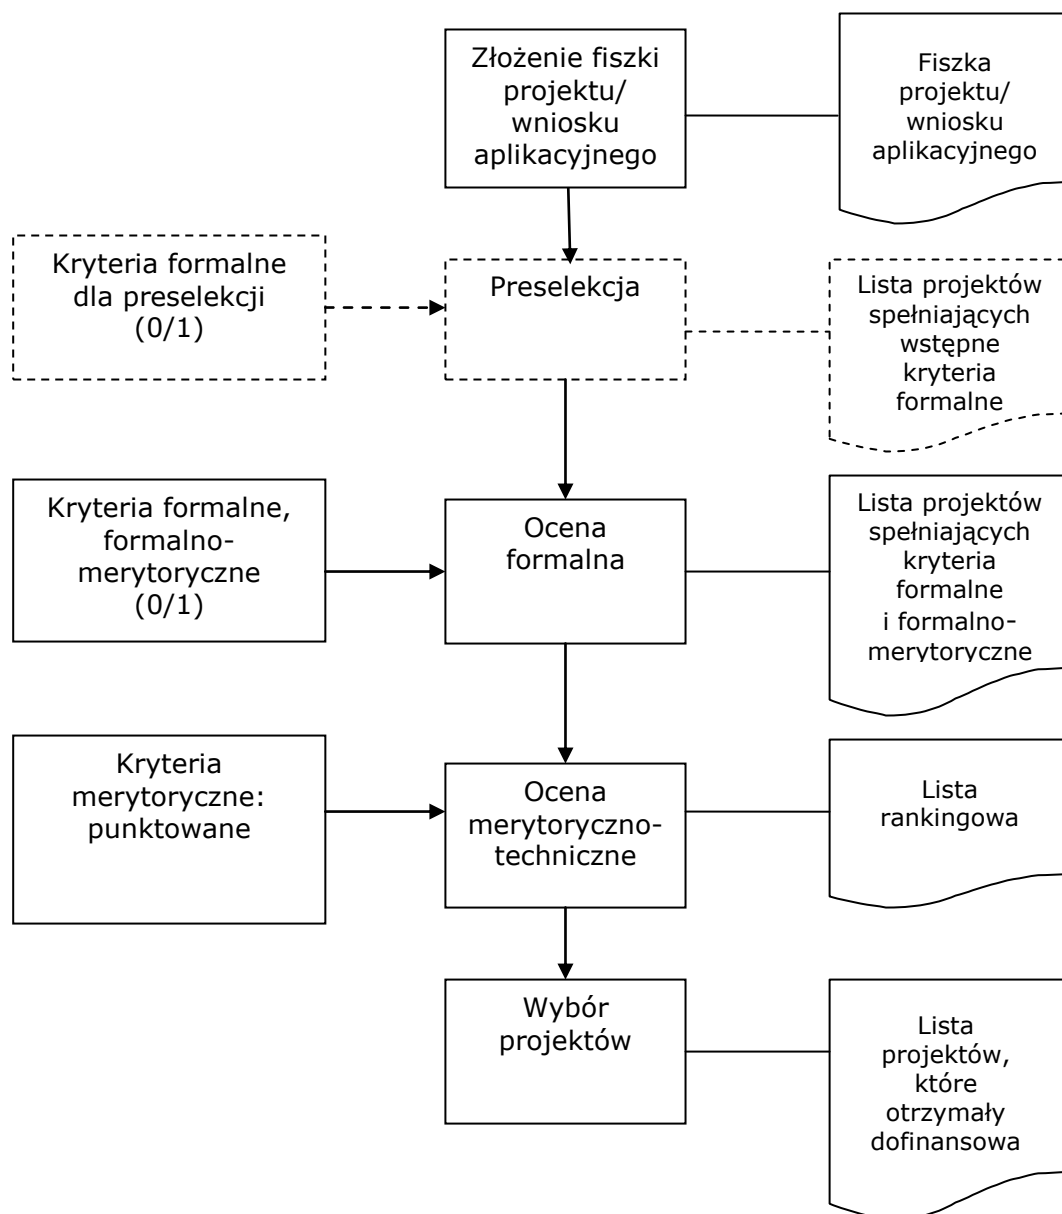 Złożenie fiszki
projektu/
wniosku
aplikacyjnego
Fiszka
projektu/
wniosku
aplikacyjnego
Kryteria formalne
dla preselekcji
(0/1)
Preselekcja
Lista projektów
spełniających
wstępne
kryteria
formalne
Kryteria formalne,
formalno-
merytoryczne
(0/1)
Ocena
formalna
Lista projektów
spełniających
kryteria
formalne
i formalno-
merytoryczne
Kryteria
merytoryczne:
punktowane
Ocena
merytoryczno-
techniczne
Lista
rankingowa
Wybór
projektów
Lista
projektów,
które
otrzymały
dofinansowa